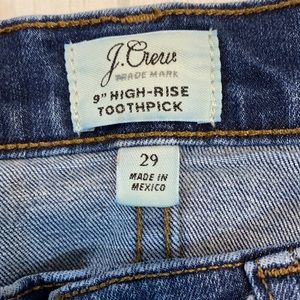 J.Crew
TRADE MARK
9" HIGH-RISE
TOOTHPICK
29
MADE IN
MEXICO